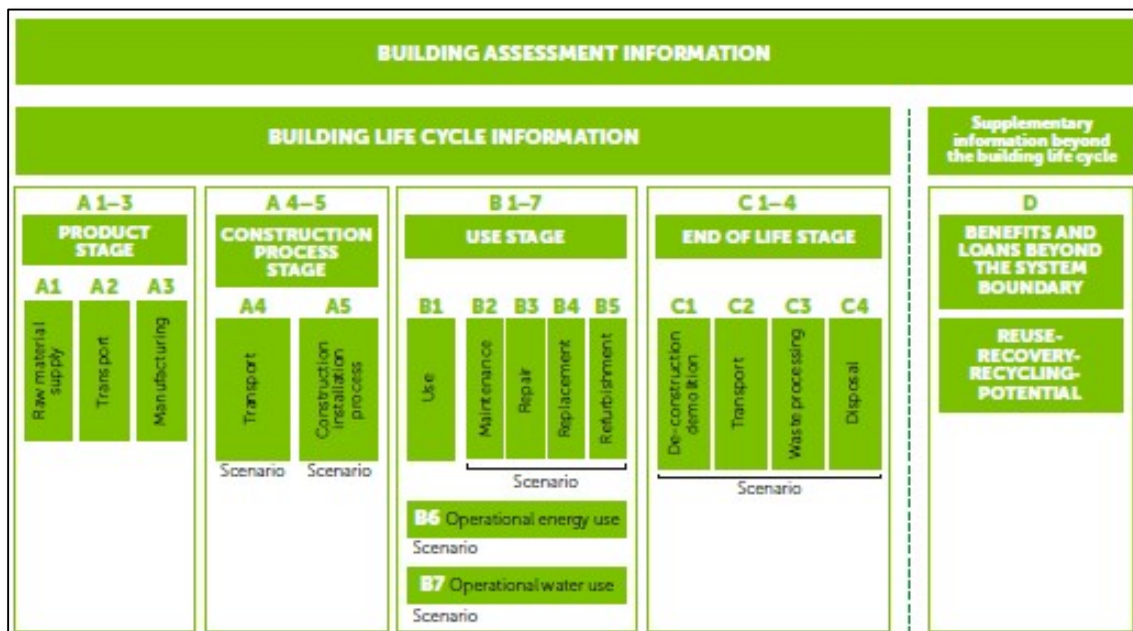 BUILDING ASSESSMENT INFORMATION
BUILDING LIFE CYCLE INFORMATION
Supplementary
information beyond
the building life cycle
A 1–3
PRODUCT
STAGE
A1 A2 A3
Raw material
supply
Transport
Manufacturing
A 4–5
CONSTRUCTION
PROCESS
STAGE
A4 A5
Transport
Construction
installation
process
Scenario Scenario
B 1–7
USE STAGE
B1 B2 B3 B4 B5
Use
Maintenance
Repair
Replacement
Refurbishment
Scenario
B6 Operational energy use
Scenario
B7 Operational water use
Scenario
C 1–4
END OF LIFE STAGE
C1 C2 C3 C4
De-construction
demolition
Transport
Waste processing
Disposal
Scenario
D
BENEFITS AND
LOANS BEYOND
THE SYSTEM
BOUNDARY
REUSE-
RECOVERY-
RECYCLING-
POTENTIAL